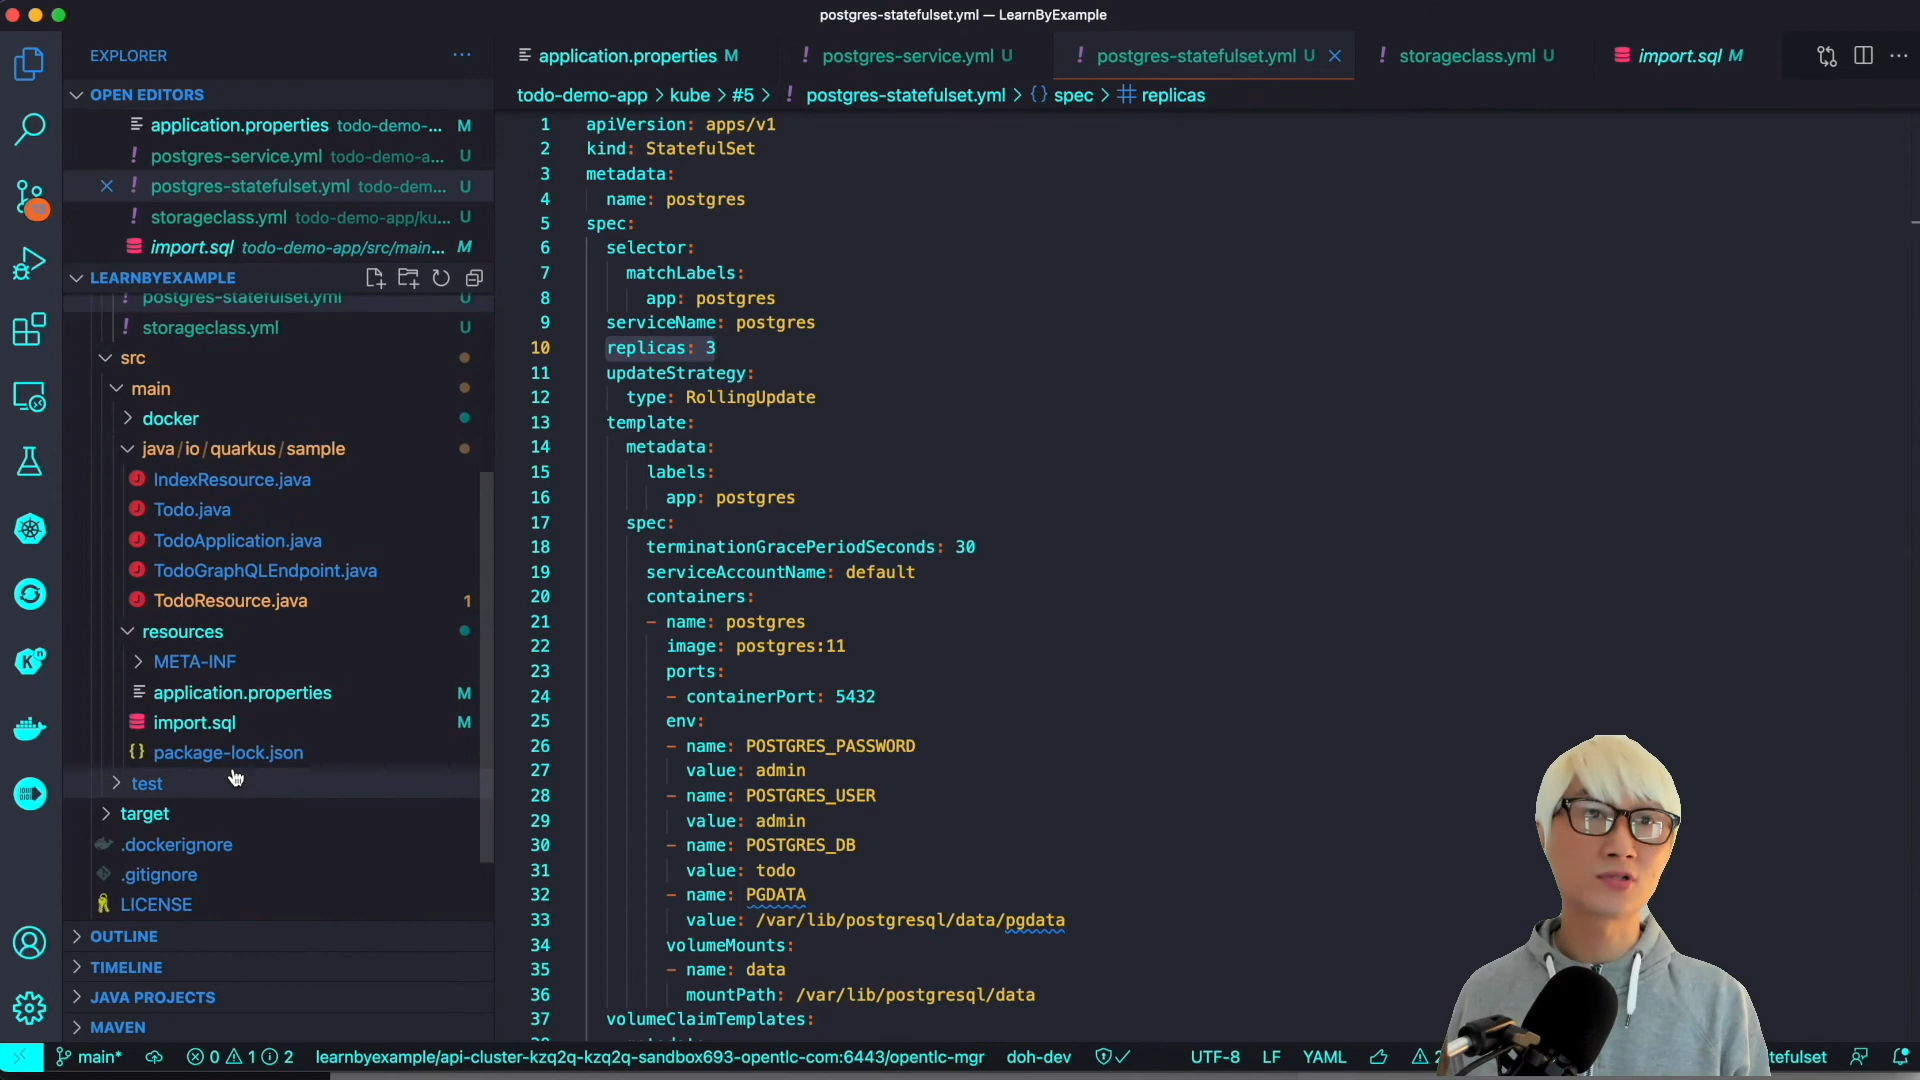 postgres-statefulset.yml — LearnByExample
EXPLORER
OPEN EDITORS
application.properties todo-demo-... M
postgres-service.yml todo-demo-a... U
postgres-statefulset.yml todo-dem... U
storageclass.yml todo-demo-app/ku... U
import.sql todo-demo-app/src/main... M
LEARNBYEXAMPLE
postgres-statefulset.yml U
storageclass.yml U
src
main
docker
java/io/quarkus/sample
IndexResource.java
Todo.java
TodoApplication.java
TodoGraphQLEndpoint.java
TodoResource.java 1
resources
META-INF
application.properties M
import.sql M
package-lock.json
test
target
.dockerignore
.gitignore
LICENSE
OUTLINE
TIMELINE
JAVA PROJECTS
MAVEN
application.properties M
postgres-service.yml U
postgres-statefulset.yml U
storageclass.yml U
import.sql M
todo-demo-app > kube > #5 > ! postgres-statefulset.yml > {} spec > replicas
1 apiVersion: apps/v1
2 kind: StatefulSet
3 metadata:
4 name: postgres
5 spec:
6 selector:
7 matchLabels:
8 app: postgres
9 serviceName: postgres
10 replicas: 3
11 updateStrategy:
12 type: RollingUpdate
13 template:
14 metadata:
15 labels:
16 app: postgres
17 spec:
18 terminationGracePeriodSeconds: 30
19 serviceAccountName: default
20 containers:
21 - name: postgres
22 image: postgres:11
23 ports:
24 - containerPort: 5432
25 env:
26 - name: POSTGRES_PASSWORD
27 value: admin
28 - name: POSTGRES_USER
29 value: admin
30 - name: POSTGRES_DB
31 value: todo
32 - name: PGDATA
33 value: /var/lib/postgresql/data/pgdata
34 volumeMounts:
35 - name: data
36 mountPath: /var/lib/postgresql/data
37 volumeClaimTemplates:
main* 0 1 2 learnbyexample/api-cluster-kzq2q-kzq2q-sandbox693-opentlc-com:6443/opentlc-mgr doh-dev UTF-8 LF YAML tefulset